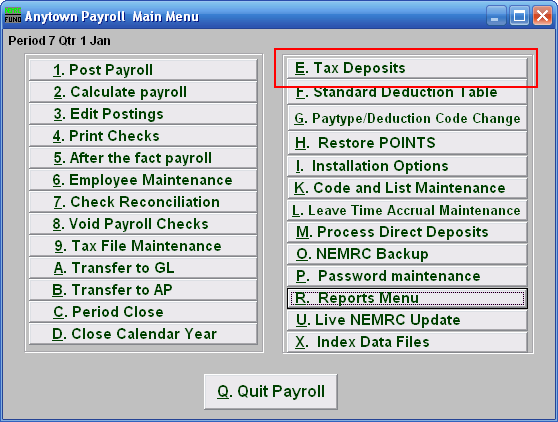 Anytown Payroll Main Menu
Period 7 Qtr 1 Jan
1. Post Payroll
2. Calculate payroll
3. Edit Postings
4. Print Checks
5. After the fact payroll
6. Employee Maintenance
7. Check Reconciliation
8. Void Payroll Checks
9. Tax File Maintenance
A. Transfer to GL
B. Transfer to AP
C. Period Close
D. Close Calendar Year
E. Tax Deposits
F. Standard Deduction Table
G. Paytype/Deduction Code Change
H. Restore POINTS
I. Installation Options
K. Code and List Maintenance
L. Leave Time Accrual Maintenance
M. Process Direct Deposits
O. NEMRC Backup
P. Password maintenance
R. Reports Menu
U. Live NEMRC Update
X. Index Data Files
Q. Quit Payroll